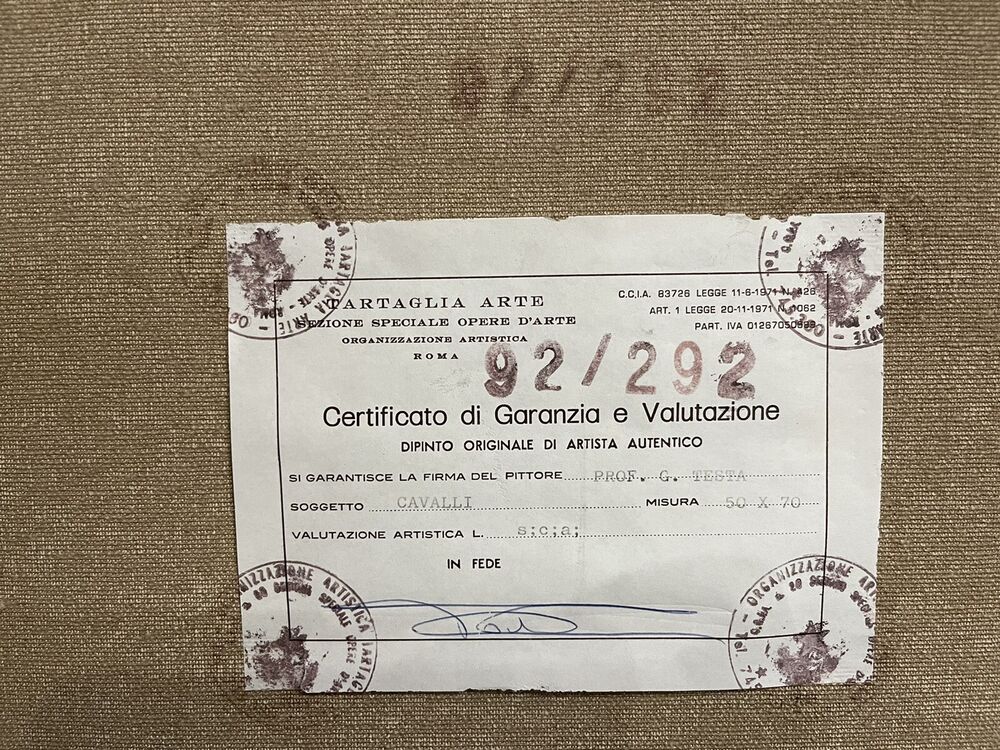 92/292
TARTAGLIA ARTE
SEZIONE SPECIALE OPERE D'ARTE
ORGANIZZAZIONE ARTISTICA
ROMA
C.C.I.A. 83726 LEGGE 11-6-1971 N. 426
ART. 1 LEGGE 20-11-1971 N. 1062
PART. IVA
92/292
Certificato di Garanzia e Valutazione
DIPINTO ORIGINALE DI ARTISTA AUTENTICO
SI GARANTISCE LA FIRMA DEL PITTORE PROF. G. TESTA
SOGGETTO CAVALLI MISURA 50 X 70
VALUTAZIONE ARTISTICA L. s;c;a;
IN FEDE
ORGANIZZAZIONE ARTISTICA